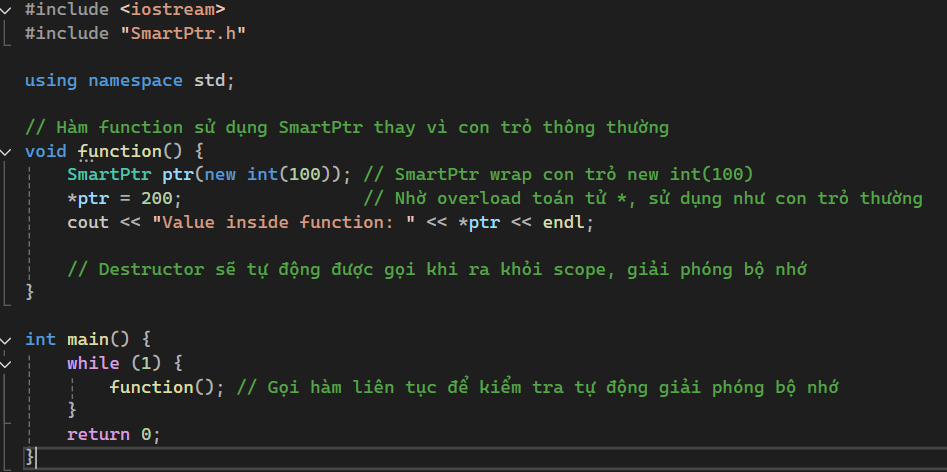 #include <iostream>
#include "SmartPtr.h"
using namespace std;
// Hàm function sử dụng SmartPtr thay vì con trỏ thông thường
void function() {
SmartPtr ptr(new int(100)); // SmartPtr wrap con trỏ new int(100)
*ptr = 200; // Nhờ overload toán tử *, sử dụng như con trỏ thường
cout << "Value inside function: " << *ptr << endl;
// Destructor sẽ tự động được gọi khi ra khỏi scope, giải phóng bộ nhớ
}
int main() {
while (1) {
function(); // Gọi hàm liên tục để kiểm tra tự động giải phóng bộ nhớ
}
return 0;
}